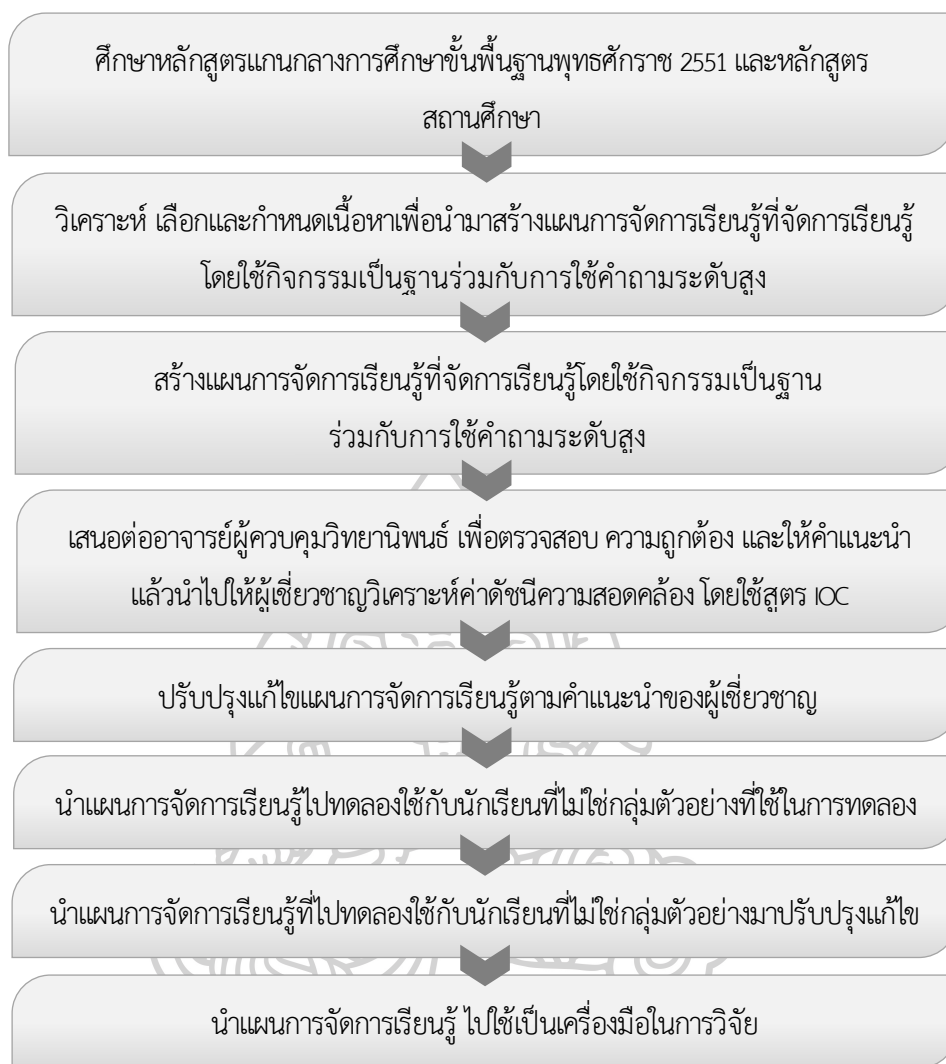 ศึกษาหลักสูตรแกนกลางการศึกษาขั้นพื้นฐานพุทธศักราช 2551 และหลักสูตร
สถานศึกษา
วิเคราะห์ เลือกและกำหนดเนื้อหาเพื่อนำมาสร้างแผนการจัดการเรียนรู้ที่จัดการเรียนรู้
โดยใช้กิจกรรมเป็นฐานร่วมกับการใช้คำถามระดับสูง
สร้างแผนการจัดการเรียนรู้ที่จัดการเรียนรู้โดยใช้กิจกรรมเป็นฐาน
ร่วมกับการใช้คำถามระดับสูง
เสนอต่ออาจารย์ผู้ควบคุมวิทยานิพนธ์ เพื่อตรวจสอบ ความถูกต้อง และให้คำแนะนำ
แล้วนำไปให้ผู้เชี่ยวชาญวิเคราะห์ค่าดัชนีความสอดคล้อง โดยใช้สูตร IOC
ปรับปรุงแก้ไขแผนการจัดการเรียนรู้ตามคำแนะนำของผู้เชี่ยวชาญ
นำแผนการจัดการเรียนรู้ไปทดลองใช้กับนักเรียนที่ไม่ใช่กลุ่มตัวอย่างที่ใช้ในการทดลอง
นำแผนการจัดการเรียนรู้ที่ไปทดลองใช้กับนักเรียนที่ไม่ใช่กลุ่มตัวอย่างมาปรับปรุงแก้ไข
นำแผนการจัดการเรียนรู้ ไปใช้เป็นเครื่องมือในการวิจัย